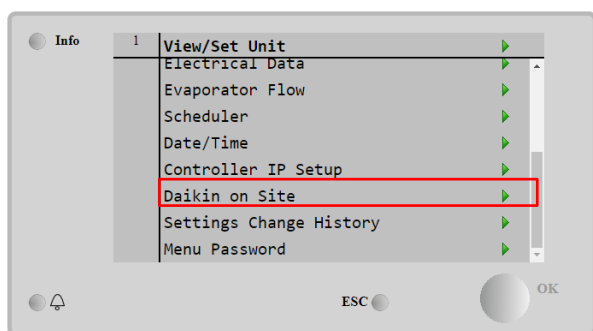 Info
1
View/Set Unit
Electrical Data
Evaporator Flow
Scheduler
Date/Time
Controller IP Setup
Daikin on Site
Settings Change History
Menu Password
ESC
OK